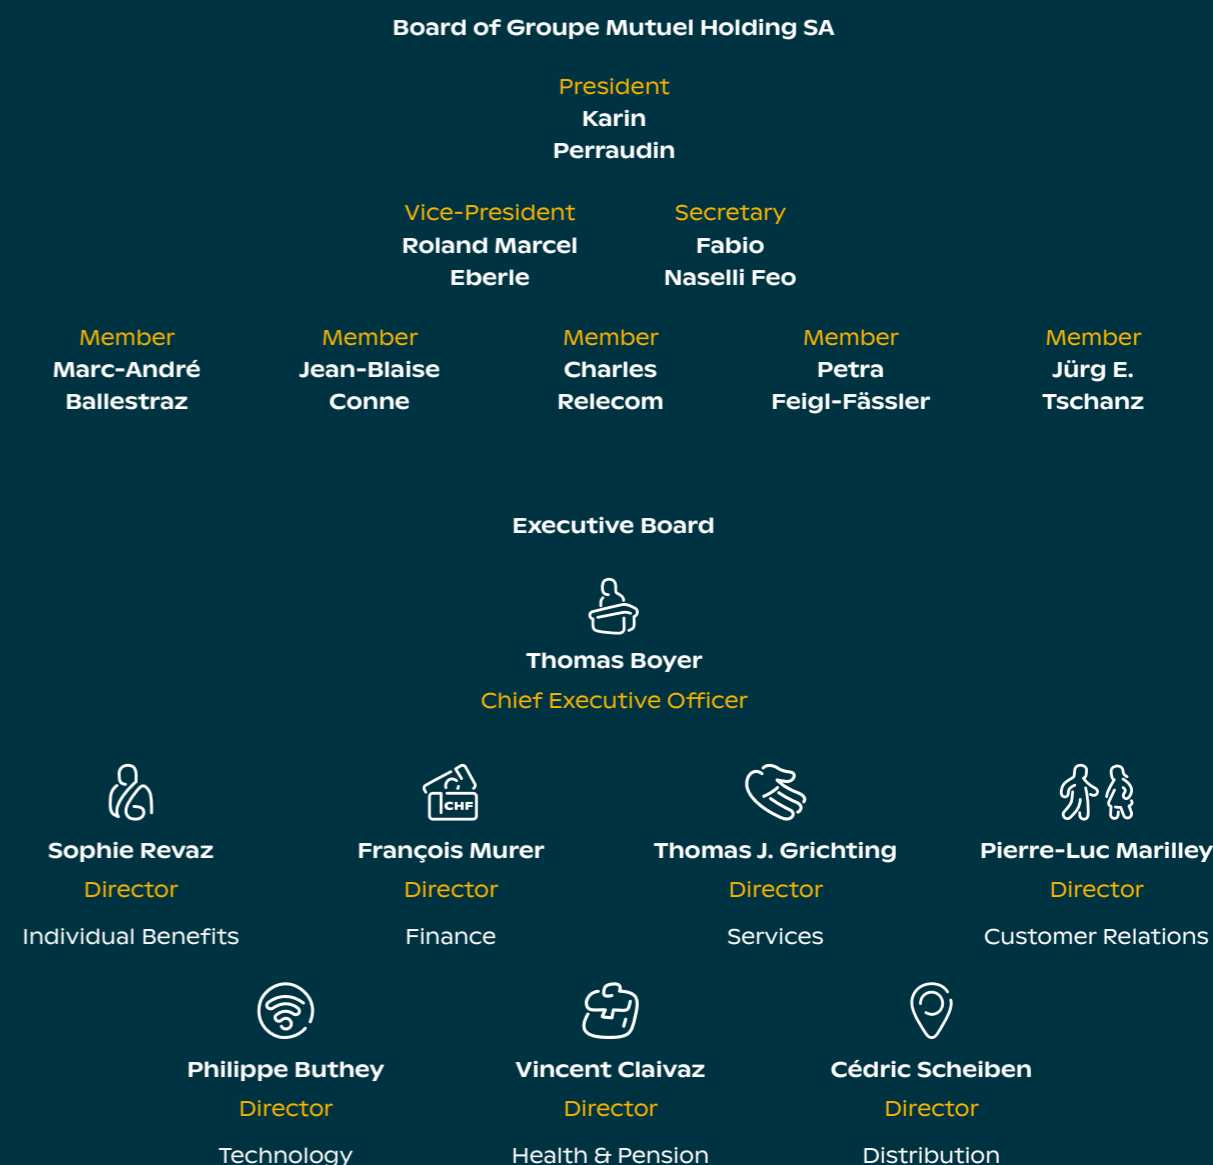 Board of Groupe Mutuel Holding SA
President
Karin
Perraudin
Vice-President
Roland Marcel
Eberle
Secretary
Fabio
Naselli Feo
Member
Marc-André
Ballestraz
Member
Jean-Blaise
Conne
Member
Charles
Relecom
Member
Petra
Feigl-Fässler
Member
Jürg E.
Tschanz
Executive Board
Thomas Boyer
Chief Executive Officer
Sophie Revaz
Director
Individual Benefits
CHF
François Murer
Director
Finance
Thomas J. Grichting
Director
Services
Pierre-Luc Marilley
Director
Customer Relations
Philippe Buthey
Director
Technology
Vincent Claivaz
Director
Health & Pension
Cédric Scheiben
Director
Distribution